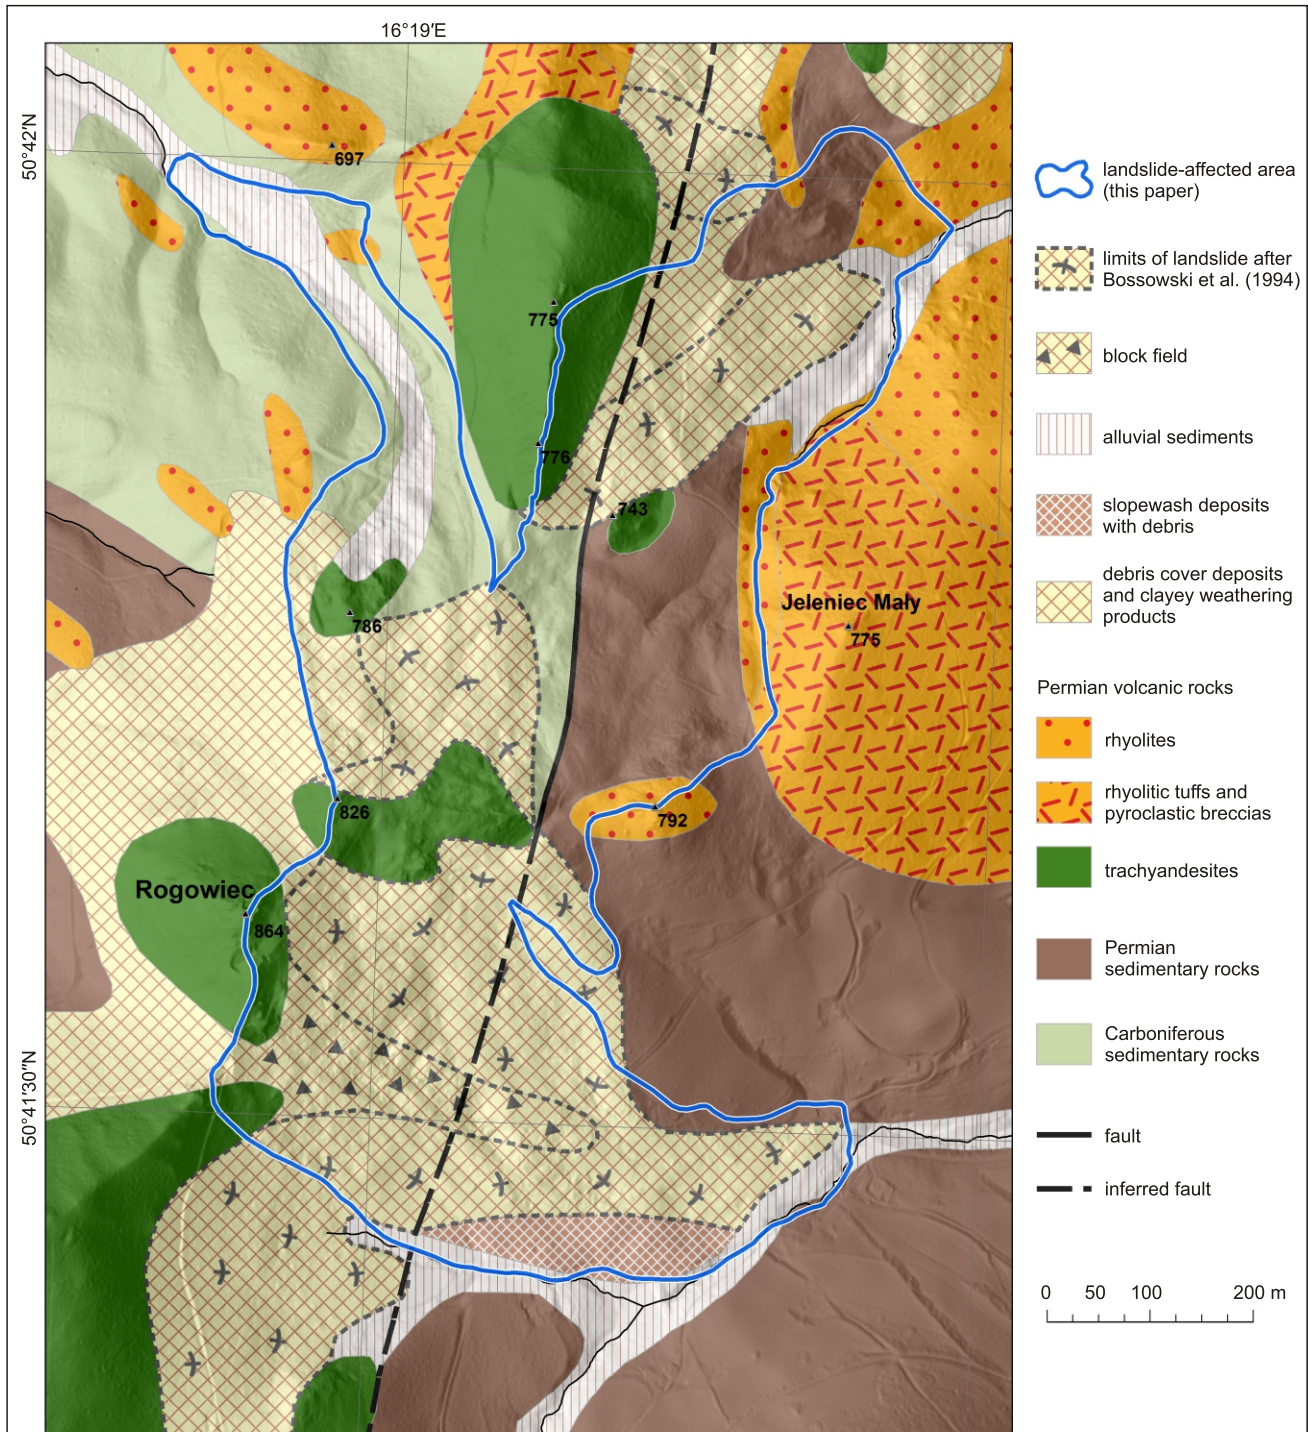 16°19′E
50°42′N
697
775
776
743
786
Jeleniec Mały
775
826
792
Rogowiec
864
50°41′30″N
landslide-affected area
(this paper)
limits of landslide after
Bossowski et al. (1994)
block field
alluvial sediments
slopewash deposits
with debris
debris cover deposits
and clayey weathering
products
Permian volcanic rocks
rhyolites
rhyolitic tuffs and
pyroclastic breccias
trachyandesites
Permian
sedimentary rocks
Carboniferous
sedimentary rocks
fault
inferred fault
0 50 100 200 m